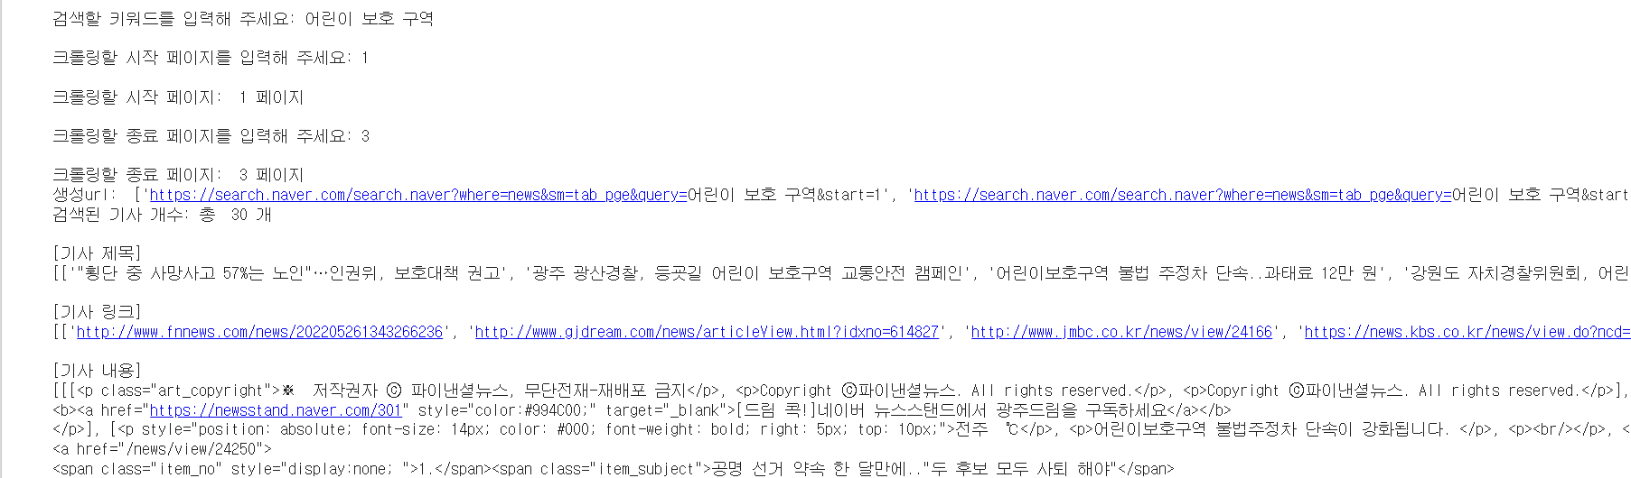 검색할 키워드를 입력해 주세요: 어린이 보호 구역
크롤링할 시작 페이지를 입력해 주세요: 1
크롤링할 시작 페이지:  1 페이지
크롤링할 종료 페이지를 입력해 주세요: 3
크롤링할 종료 페이지:  3 페이지
생성url:  ['https://search.naver.com/search.naver?where=news&sm=tab_pge&query=어린이 보호 구역&start=1', 'https://search.naver.com/search.naver?where=news&sm=tab_pge&query=어린이 보호 구역&start
검색된 기사 개수: 총  30 개
[기사 제목]
[['"횡단 중 사망사고 57%는 노인"…인권위, 보호대책 권고', '광주 광산경찰, 등굣길 어린이 보호구역 교통안전 캠페인', '어린이보호구역 불법 주정차 단속..과태료 12만 원', '강원도 자치경찰위원회, 어린
[기사 링크]
[['http://www.fnnews.com/news/202205261343266236', 'http://www.gjdream.com/news/articleView.html?idxno=614827', 'http://www.jmbc.co.kr/news/view/24166', 'https://news.kbs.co.kr/news/view.do?ncd=
[기사 내용]
[[[<p class="art_copyright">※  저작권자 ⓒ 파이낸셜뉴스, 무단전재-재배포 금지</p>, <p>Copyright ⓒ파이낸셜뉴스. All rights reserved.</p>, <p>Copyright ⓒ파이낸셜뉴스. All rights reserved.</p>],
<b><a href="https://newsstand.naver.com/301" style="color:#994C00;" target="_blank">[드림 콕!]네이버 뉴스스탠드에서 광주드림을 구독하세요</a></b>
</p>], [<p style="position: absolute; font-size: 14px; color: #000; font-weight: bold; right: 5px; top: 10px;">전주  ℃</p>, <p>어린이보호구역 불법주정차 단속이 강화됩니다. </p>, <p><br/></p>, <
<a href="/news/view/24250">
<span class="item_no" style="display:none; ">1.</span><span class="item_subject">공명 선거 약속 한 달만에.."두 후보 모두 사퇴 해야"</span>